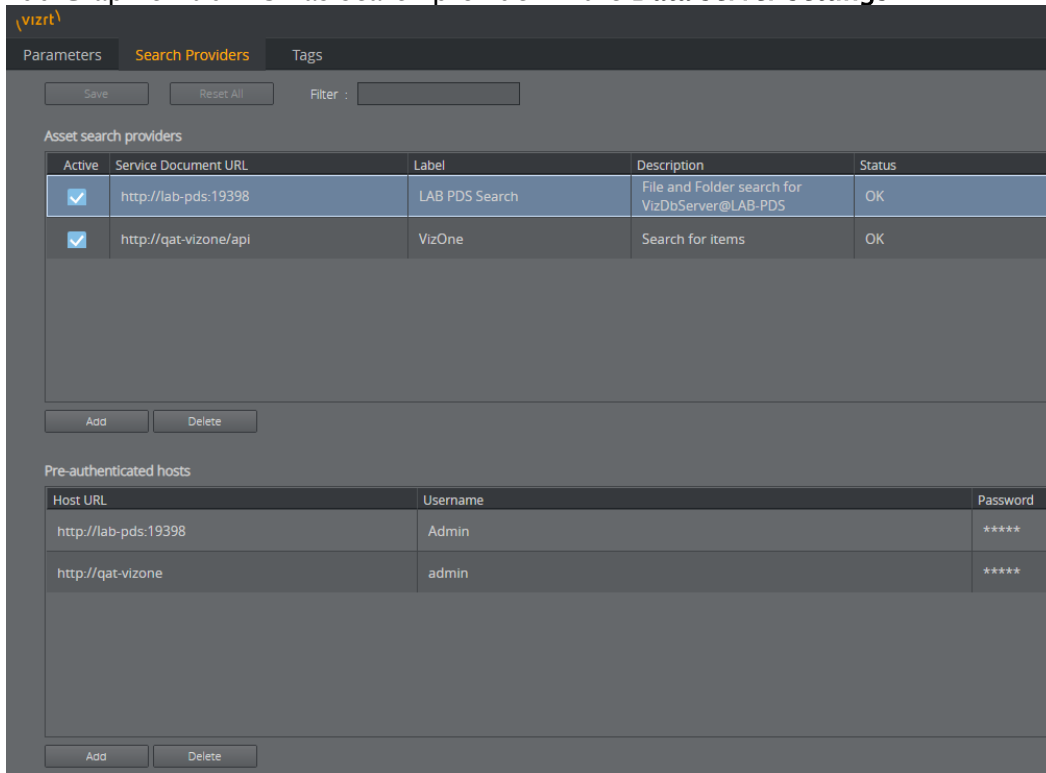 vizrt
Parameters Search Providers Tags
Save Reset All Filter :
Asset search providers
Active Service Document URL Label Description Status
http://lab-pds:19398 LAB PDS Search File and Folder search for VizDbServer@LAB-PDS OK
http://qat-vizone/api VizOne Search for items OK
Add Delete
Pre-authenticated hosts
Host URL Username Password
http://lab-pds:19398 Admin *****
http://qat-vizone admin *****
Add Delete